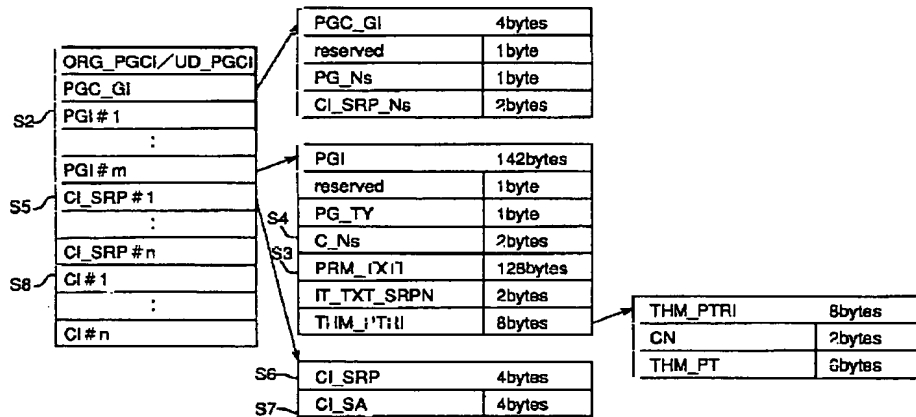 ORG_PGCI/UD_PGCI
PGC_GI
S2
PGI#1
:
PGI#m
S5
CI_SRP#1
:
CI_SRP#n
S8
CI#1
:
CI#n
PGC_GI 4bytes
reserved 1byte
PG_Ns 1byte
CI_SRP_Ns 2bytes
PGI 142bytes
reserved 1byte
PG_TY 1byte
S4
C_Ns 2bytes
S3
PRM_TXTI 128bytes
IT_TXT_SRPN 2bytes
THM_PTRI 8bytes
THM_PTRI 8bytes
CN 2bytes
THM_PT 6bytes
S6
CI_SRP 4bytes
S7
CI_SA 4bytes